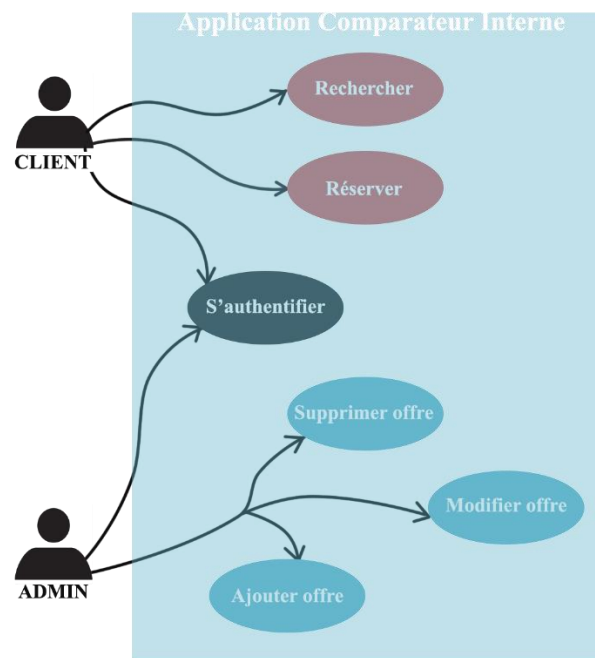 Application Comparateur Interne
Rechercher
CLIENT
Réserver
S’authentifier
Supprimer offre
Modifier offre
ADMIN
Ajouter offre